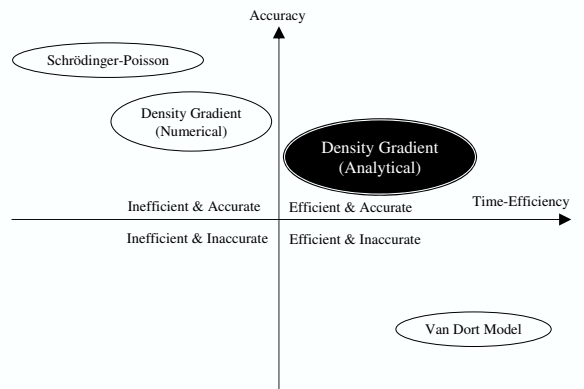 Accuracy
Schrödinger-Poisson
Density Gradient
(Numerical)
Density Gradient
(Analytical)
Inefficient & Accurate
Efficient & Accurate
Time-Efficiency
Inefficient & Inaccurate
Efficient & Inaccurate
Van Dort Model